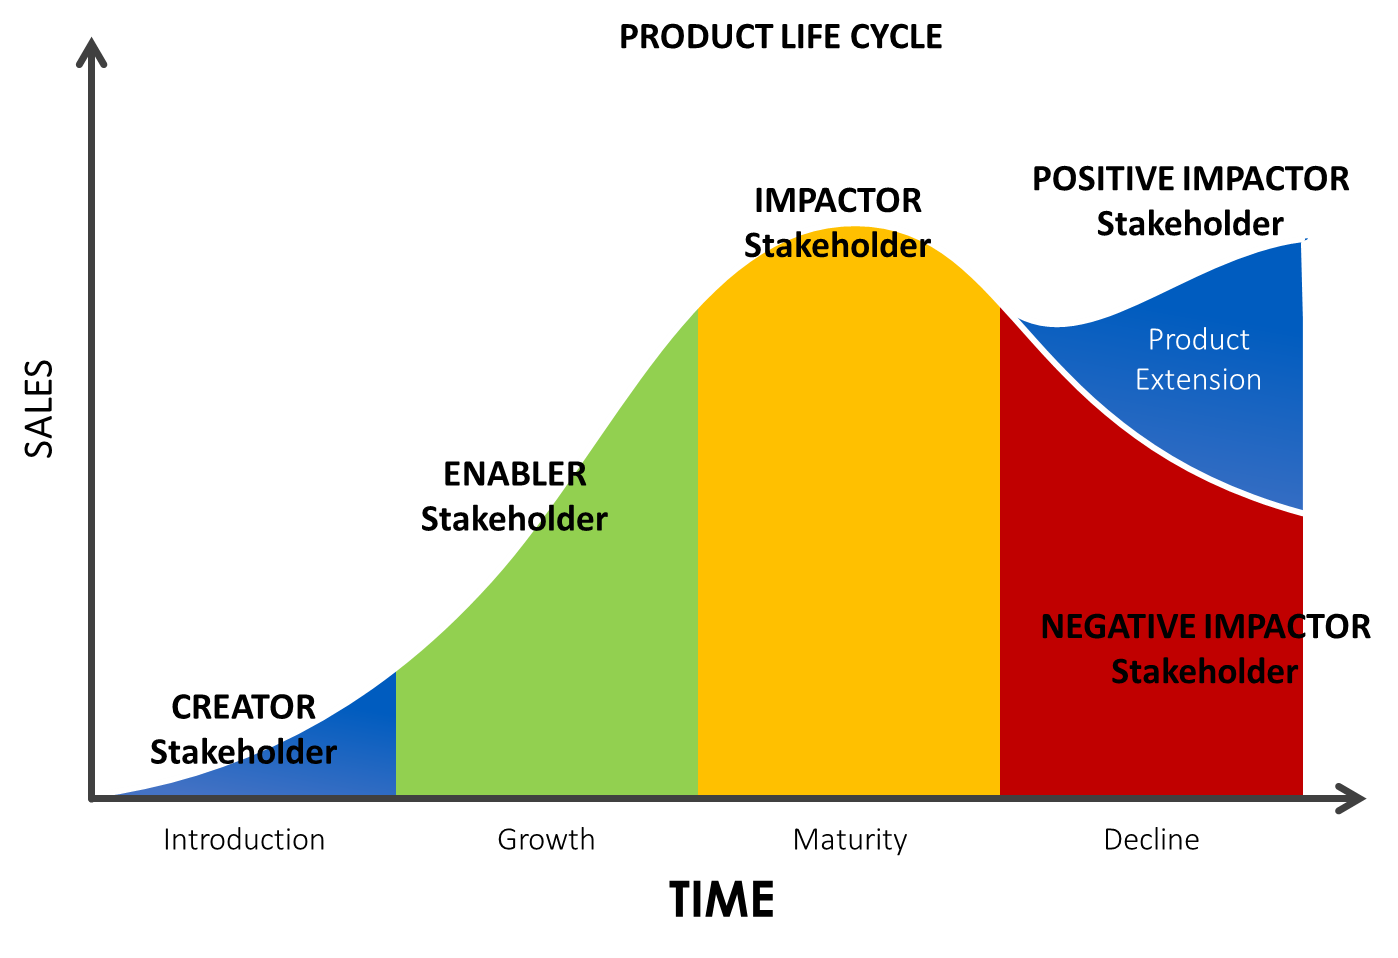 PRODUCT LIFE CYCLE
POSITIVE IMPACTOR
Stakeholder
IMPACTOR
Stakeholder
Product
Extension
SALES
ENABLER
Stakeholder
NEGATIVE IMPACTOR
Stakeholder
CREATOR
Stakeholder
Introduction
Growth
Maturity
Decline
TIME